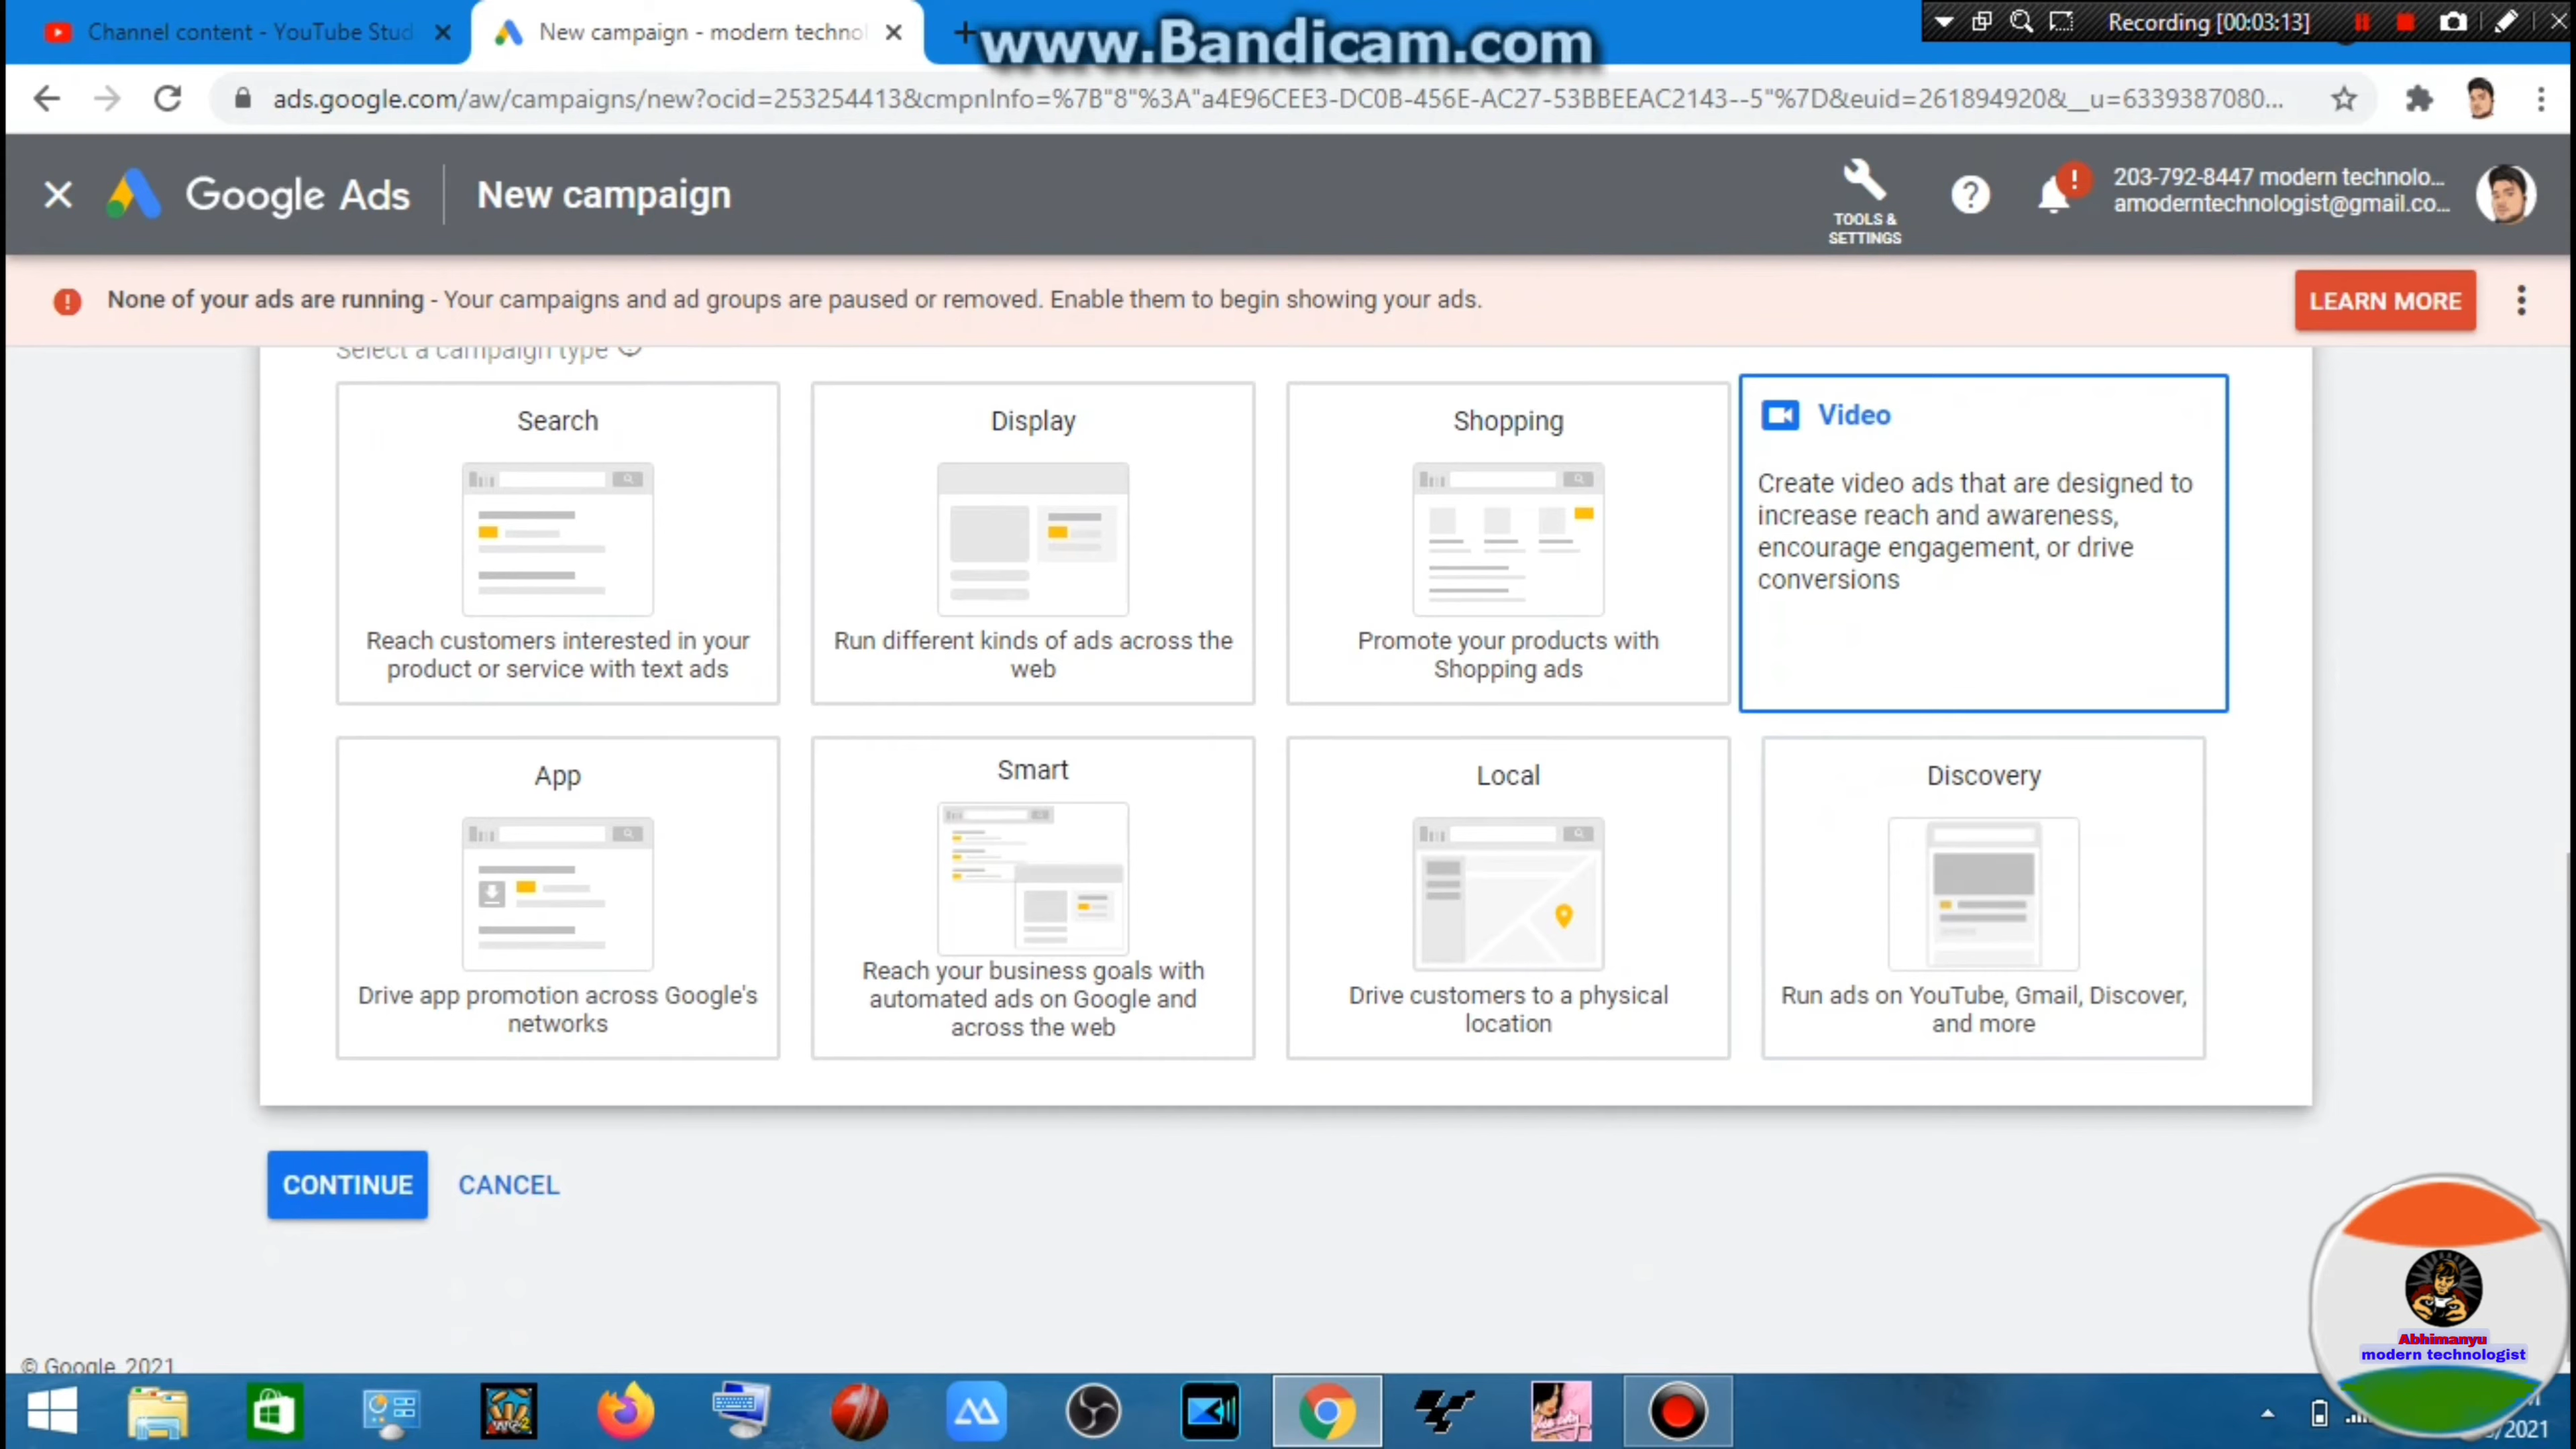 Channel content - YouTube Stud
New campaign - modern technol
www.Bandicam.com
Recording [00:03:13]
ads.google.com/aw/campaigns/new?ocid=253254413&cmpnInfo=%7B"8"%3A"a4E96CEE3-DC0B-456E-AC27-53BBEEAC2143--5"%7D&euid=261894920&__u=6339387080...
Google Ads
New campaign
TOOLS &
SETTINGS
203-792-8447 modern technolo...
amoderntechnologist@gmail.co...
None of your ads are running - Your campaigns and ad groups are paused or removed. Enable them to begin showing your ads.
LEARN MORE
Select a campaign type
Search
Reach customers interested in your
product or service with text ads
Display
Run different kinds of ads across the
web
Shopping
Promote your products with
Shopping ads
Video
Create video ads that are designed to
increase reach and awareness,
encourage engagement, or drive
conversions
App
Drive app promotion across Google's
networks
Smart
Reach your business goals with
automated ads on Google and
across the web
Local
Drive customers to a physical
location
Discovery
Run ads on YouTube, Gmail, Discover,
and more
CONTINUE
CANCEL
© Google, 2021
Abhimanyu
modern technologist
/2021